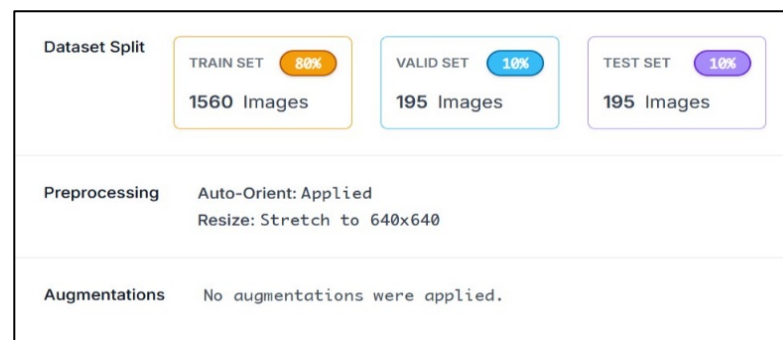 Dataset Split
TRAIN SET 80%
1560 Images
VALID SET 10%
195 Images
TEST SET 10%
195 Images
Preprocessing
Auto-Orient: Applied
Resize: Stretch to 640x640
Augmentations
No augmentations were applied.